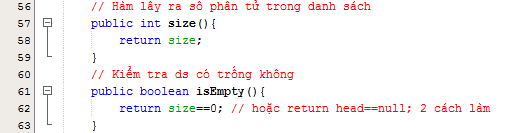 56 // Hàm lấy ra số phân tử trong danh sách
57 public int size(){
58 return size;
59 }
60 // Kiểm tra ds có trống không
61 public boolean isEmpty(){
62 return size==0; // hoặc return head==null; 2 cách làm
63 }